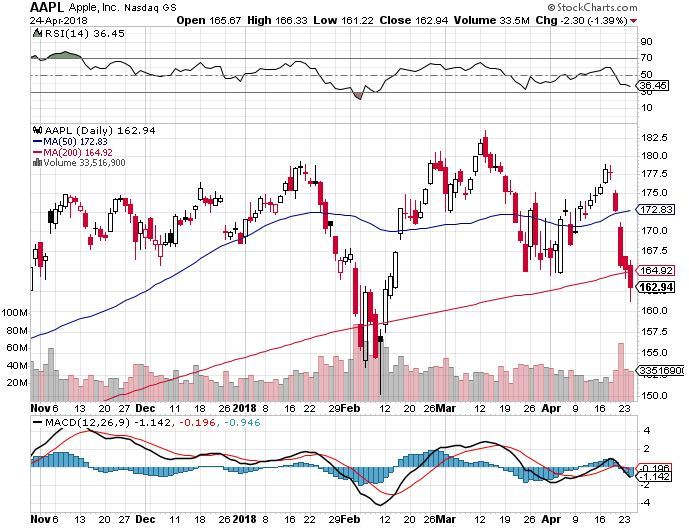 AAPL Apple, Inc. Nasdaq GS © StockCharts.com
24-Apr-2018 Open 165.67 High 166.33 Low 161.22 Close 162.94 Volume 33.5M Chg -2.30 (-1.39%)
RSI(14) 36.45
90
70
50
36.45
30
10
AAPL (Daily) 162.94
MA(50) 172.83
MA(200) 164.92
Volume 33,516,900
182.5
180.0
177.5
175.0
172.83
170.0
167.5
164.92
162.94
160.0
157.5
155.0
150.0
100M
80M
60M
40M
20M
33516900
Nov 6 13 20 27 Dec 11 18 26 2018 8 16 22 Feb 12 20 26 Mar 12 19 26 Apr 9 16 23
MACD(12,26,9) -1.142, -0.196, -0.946
4
2
-0.196
-1.142
-2
-4
Nov 6 13 20 27 Dec 11 18 26 2018 8 16 22 Feb 12 20 26 Mar 12 19 26 Apr 9 16 23